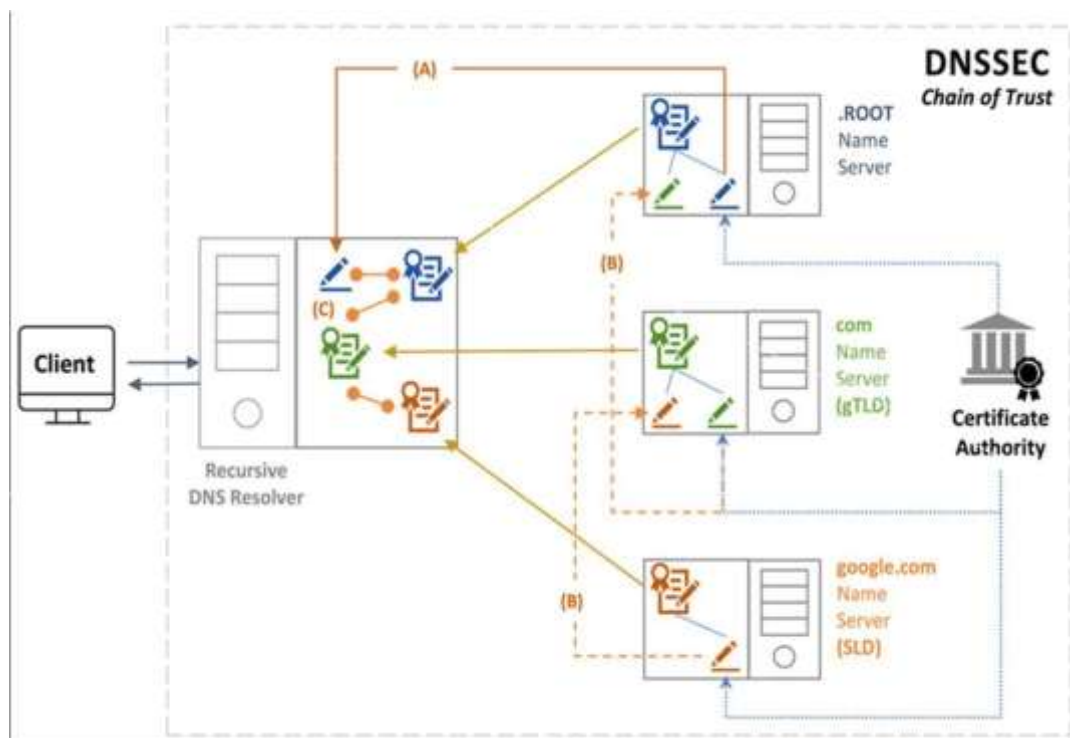 (A)
DNSSEC
Chain of Trust
.ROOT
Name
Server
(B)
(C)
Client
com
Name
Server
(gTLD)
Certificate
Authority
Recursive
DNS Resolver
(B)
google.com
Name
Server
(SLD)